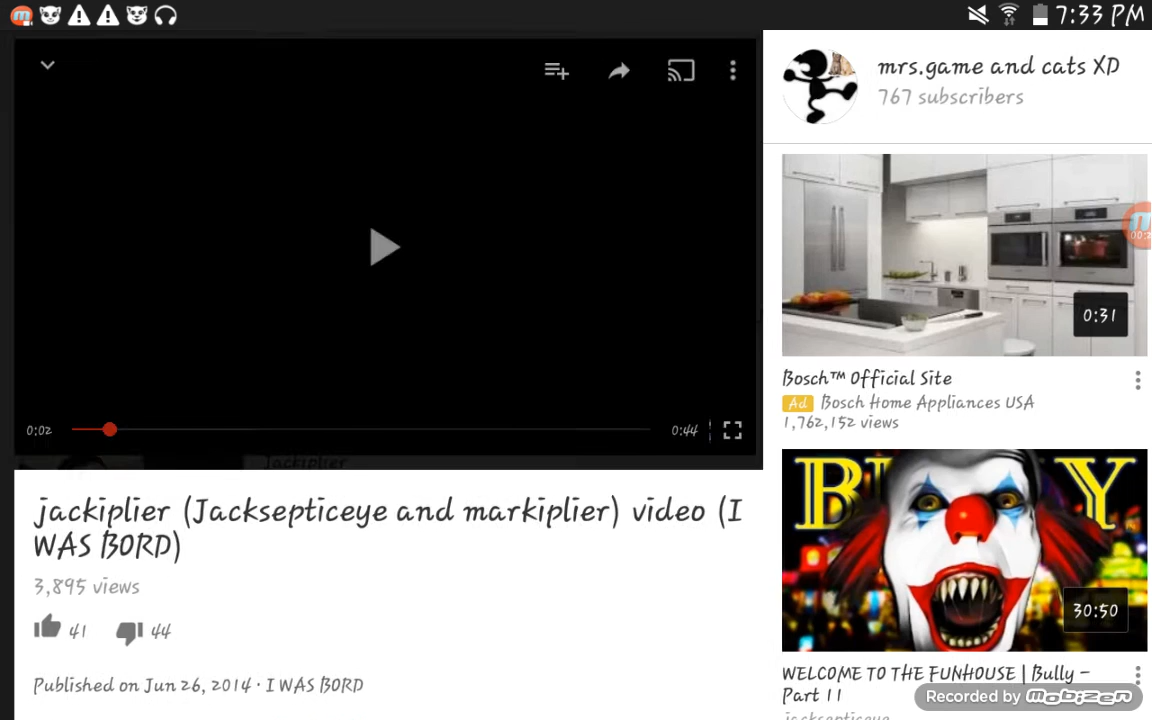 7:33 PM
mrs.game and cats XD
767 subscribers
0:31
Bosch™ Official Site
Ad Bosch Home Appliances USA
1,762,152 views
0:02
0:44
Jackiplier
jackiplier (Jacksepticeye and markiplier) video (I
WAS BORD)
3,895 views
41
44
Published on Jun 26, 2014 · I WAS BORD
30:50
WELCOME TO THE FUNHOUSE | Bully -
Part 11
jacksepticeye
Recorded by mobizen